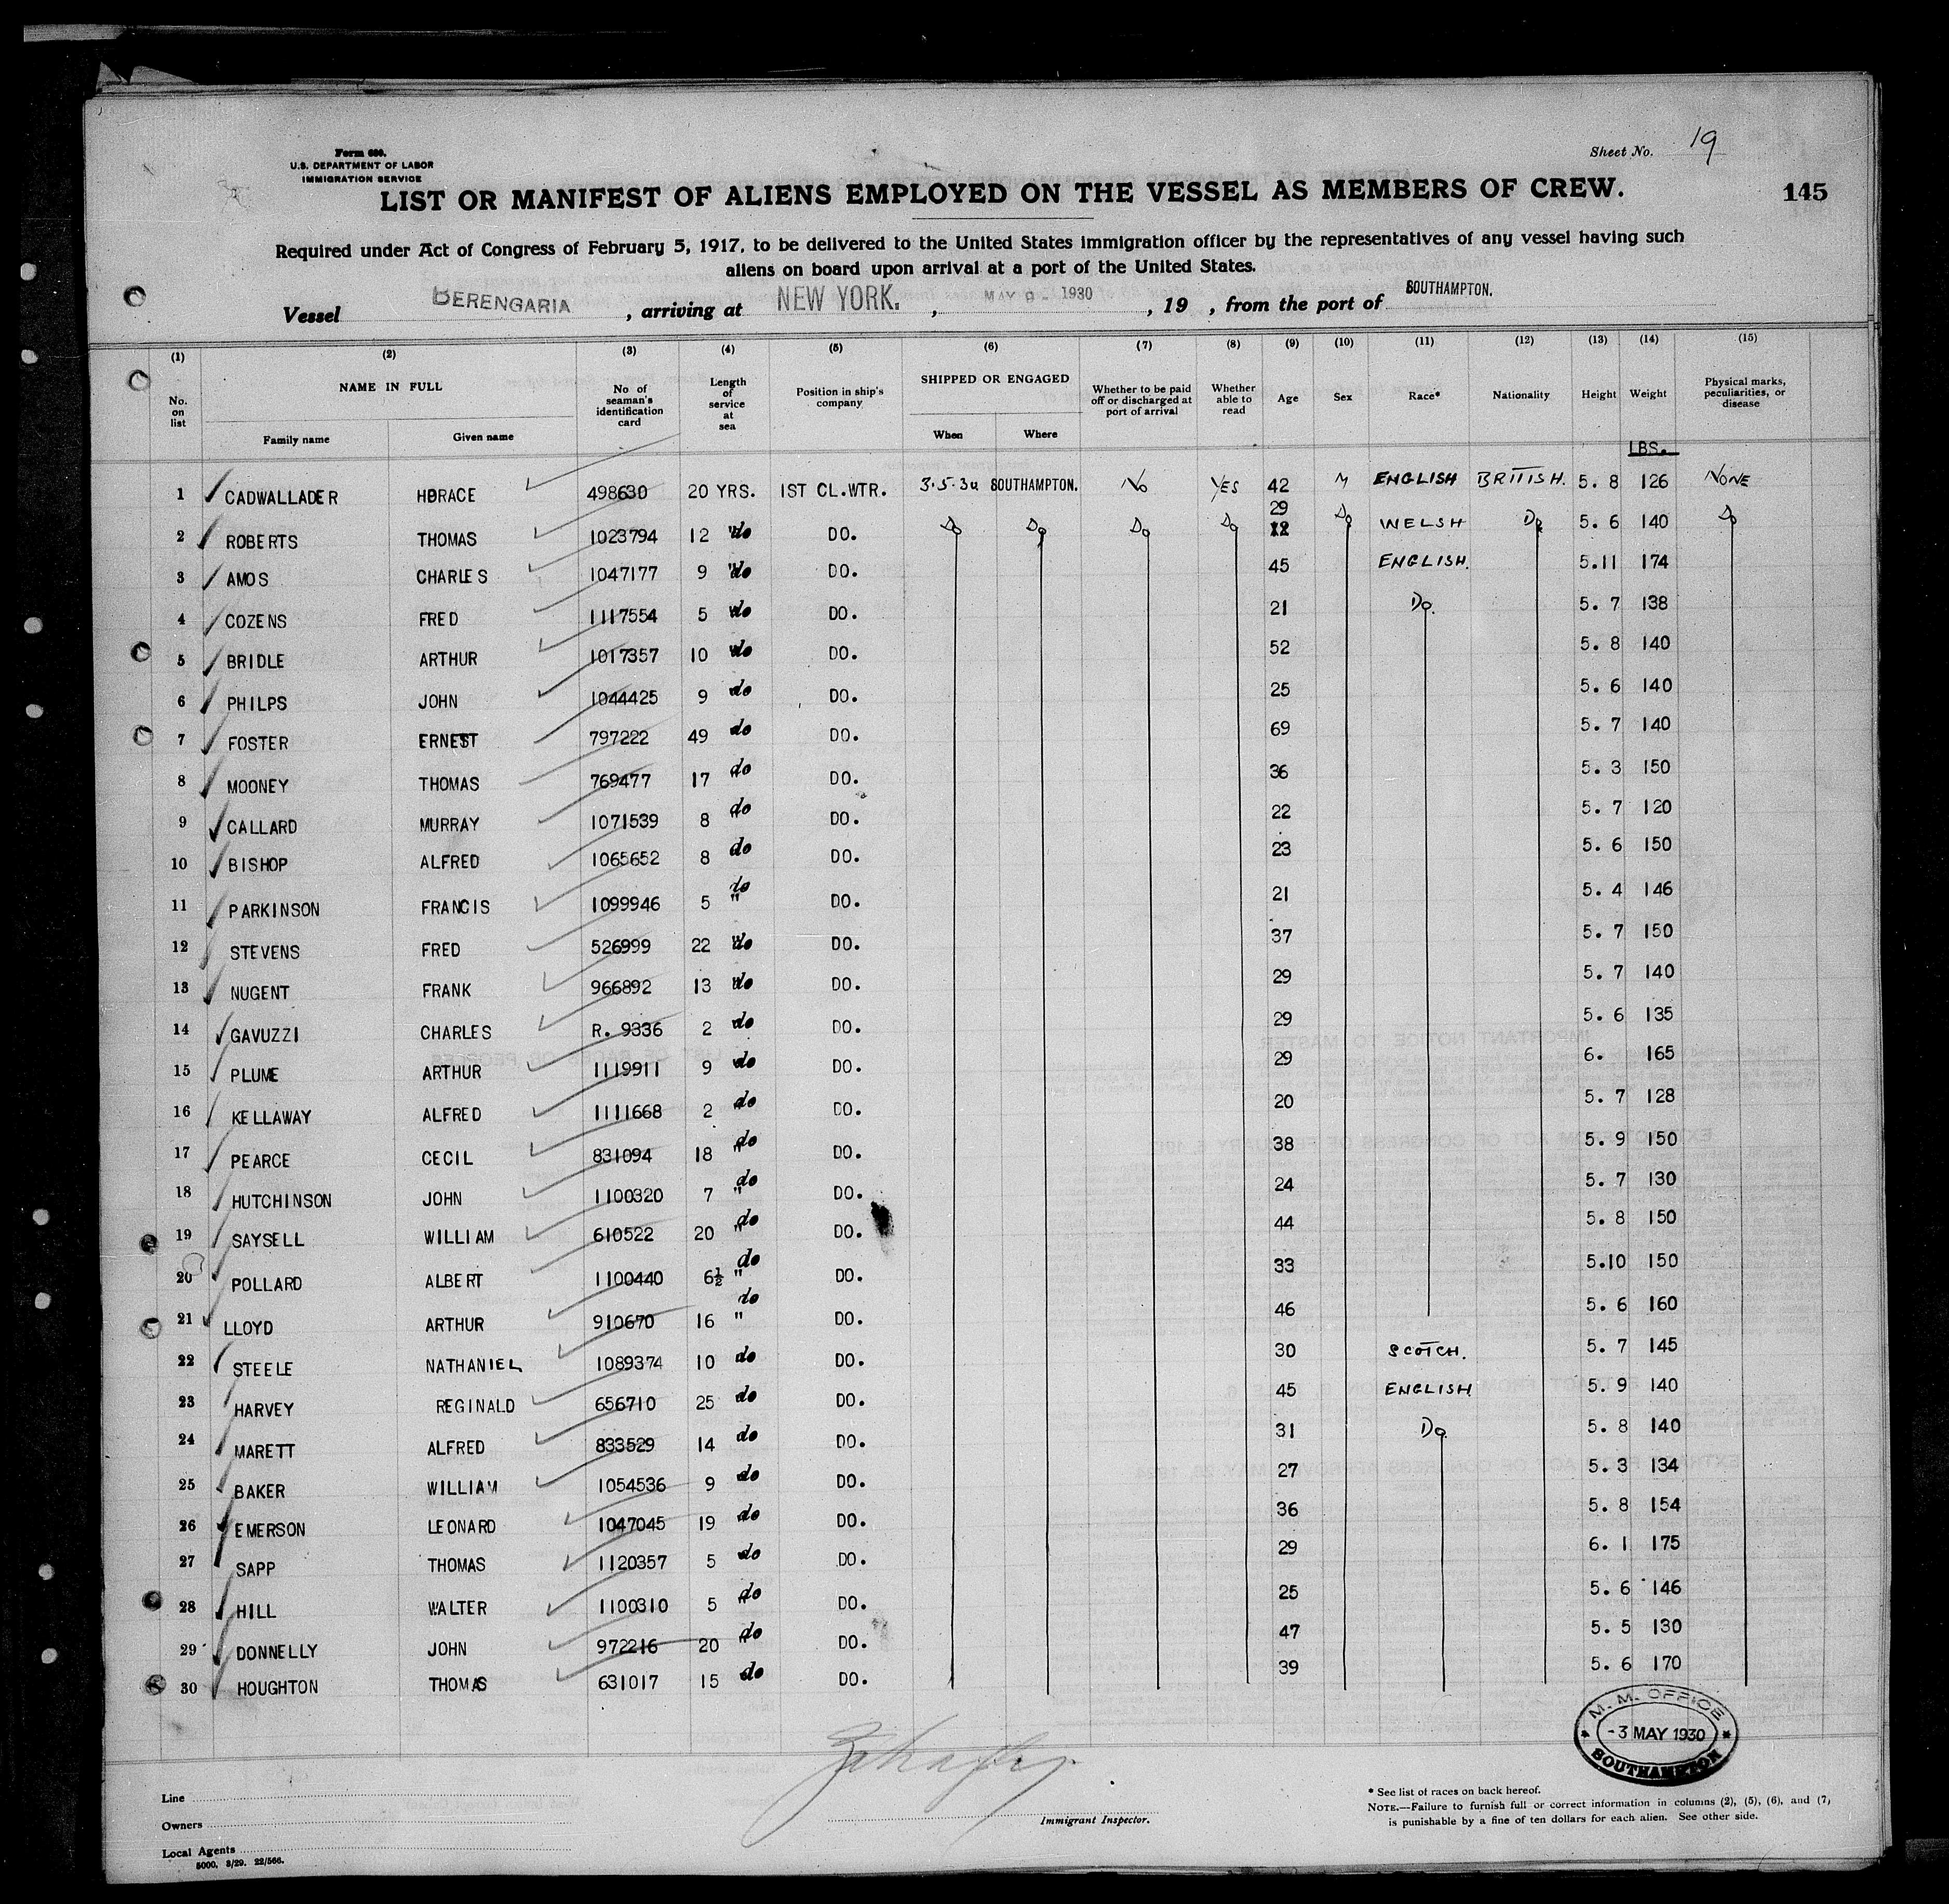 Form 680.
U.S. DEPARTMENT OF LABOR
IMMIGRATION SERVICE
Sheet No. 19
LIST OR MANIFEST OF ALIENS EMPLOYED ON THE VESSEL AS MEMBERS OF CREW.
145
Required under Act of Congress of February 5, 1917, to be delivered to the United States immigration officer by the representatives of any vessel having such
aliens on board upon arrival at a port of the United States.
Vessel BERENGARIA, arriving at NEW YORK., MAY 9 - 1930, 19 , from the port of SOUTHAMPTON.
(1) (2) (3) (4) (5) (6) (7) (8) (9) (10) (11) (12) (13) (14) (15)
No. on list NAME IN FULL Family name Given name No. of seaman's identification card Length of service at sea Position in ship's company SHIPPED OR ENGAGED When Where Whether to be paid off or discharged at port of arrival Whether able to read Age Sex Race* Nationality Height Weight Physical marks, peculiarities, or disease
LBS.
1 CADWALLADER HORACE 498630 20 YRS. 1ST CL.WTR. 3.5.30 SOUTHAMPTON. No YES 42 M ENGLISH BRITISH. 5. 8 126 NONE
2 ROBERTS THOMAS 1023794 12 do DO. Do Do Do Do 29 12 Do WELSH Do 5. 6 140 Do
3 AMOS CHARLES 1047177 9 do DO. 45 ENGLISH. 5.11 174
4 COZENS FRED 1117554 5 do DO. 21 Do. 5. 7 138
5 BRIDLE ARTHUR 1017357 10 do DO. 52 5. 8 140
6 PHILPS JOHN 1044425 9 do DO. 25 5. 6 140
7 FOSTER ERNEST 797222 49 do DO. 69 5. 7 140
8 MOONEY THOMAS 769477 17 do DO. 36 5. 3 150
9 CALLARD MURRAY 1071539 8 do DO. 22 5. 7 120
10 BISHOP ALFRED 1065652 8 do DO. 23 5. 6 150
11 PARKINSON FRANCIS 1099946 5 do " DO. 21 5. 4 146
12 STEVENS FRED 526999 22 do DO. 37 5. 7 150
13 NUGENT FRANK 966892 13 do DO. 29 5. 7 140
14 GAVUZZI CHARLES R. 9336 2 do DO. 29 5. 6 135
15 PLUME ARTHUR 1119911 9 do DO. 29 6. 165
16 KELLAWAY ALFRED 1111668 2 do DO. 20 5. 7 128
17 PEARCE CECIL 831094 18 do " DO. 38 5. 9 150
18 HUTCHINSON JOHN 1100320 7 do " DO. 24 5. 7 130
19 SAYSELL WILLIAM 610522 20 do " DO. 44 5. 8 150
20 POLLARD ALBERT 1100440 6½ do " DO. 33 5.10 150
21 LLOYD ARTHUR 910670 16 do " DO. 46 5. 6 160
22 STEELE NATHANIEL 1089374 10 do DO. 30 SCOTCH. 5. 7 145
23 HARVEY REGINALD 656710 25 do DO. 45 ENGLISH 5. 9 140
24 MARETT ALFRED 833529 14 do DO. 31 Do 5. 8 140
25 BAKER WILLIAM 1054536 9 do DO. 27 5. 3 134
26 EMERSON LEONARD 1047045 19 do DO. 36 5. 8 154
27 SAPP THOMAS 1120357 5 do DO. 29 6. 1 175
28 HILL WALTER 1100310 5 do DO. 25 5. 6 146
29 DONNELLY JOHN 972216 20 do DO. 47 5. 5 130
30 HOUGHTON THOMAS 631017 15 do DO. 39 5. 6 170
M. M. OFFICE
-3 MAY 1930
SOUTHAMPTON
Line
Owners
Local Agents
5000. 3/29. 22/566.
Immigrant Inspector.
* See list of races on back hereof.
NOTE.—Failure to furnish full or correct information in columns (2), (5), (6), and (7)
is punishable by a fine of ten dollars for each alien. See other side.